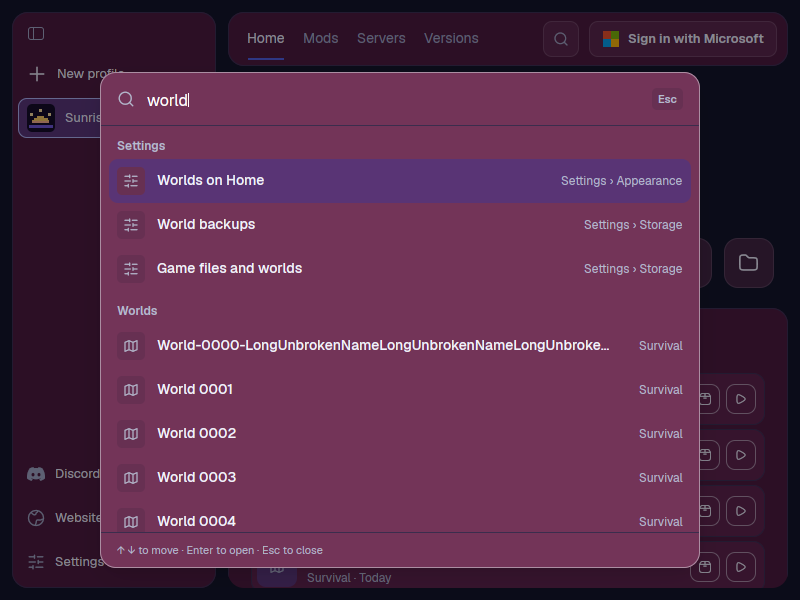 Home Mods Servers Versions Sign in with Microsoft
New profile
Sunris
world Esc
Settings
Worlds on Home Settings › Appearance
World backups Settings › Storage
Game files and worlds Settings › Storage
Worlds
World-0000-LongUnbrokenNameLongUnbrokenNameLongUnbroke... Survival
World 0001 Survival
World 0002 Survival
World 0003 Survival
World 0004 Survival
Discord
Website
Settings
↑↓ to move · Enter to open · Esc to close
Survival · Today